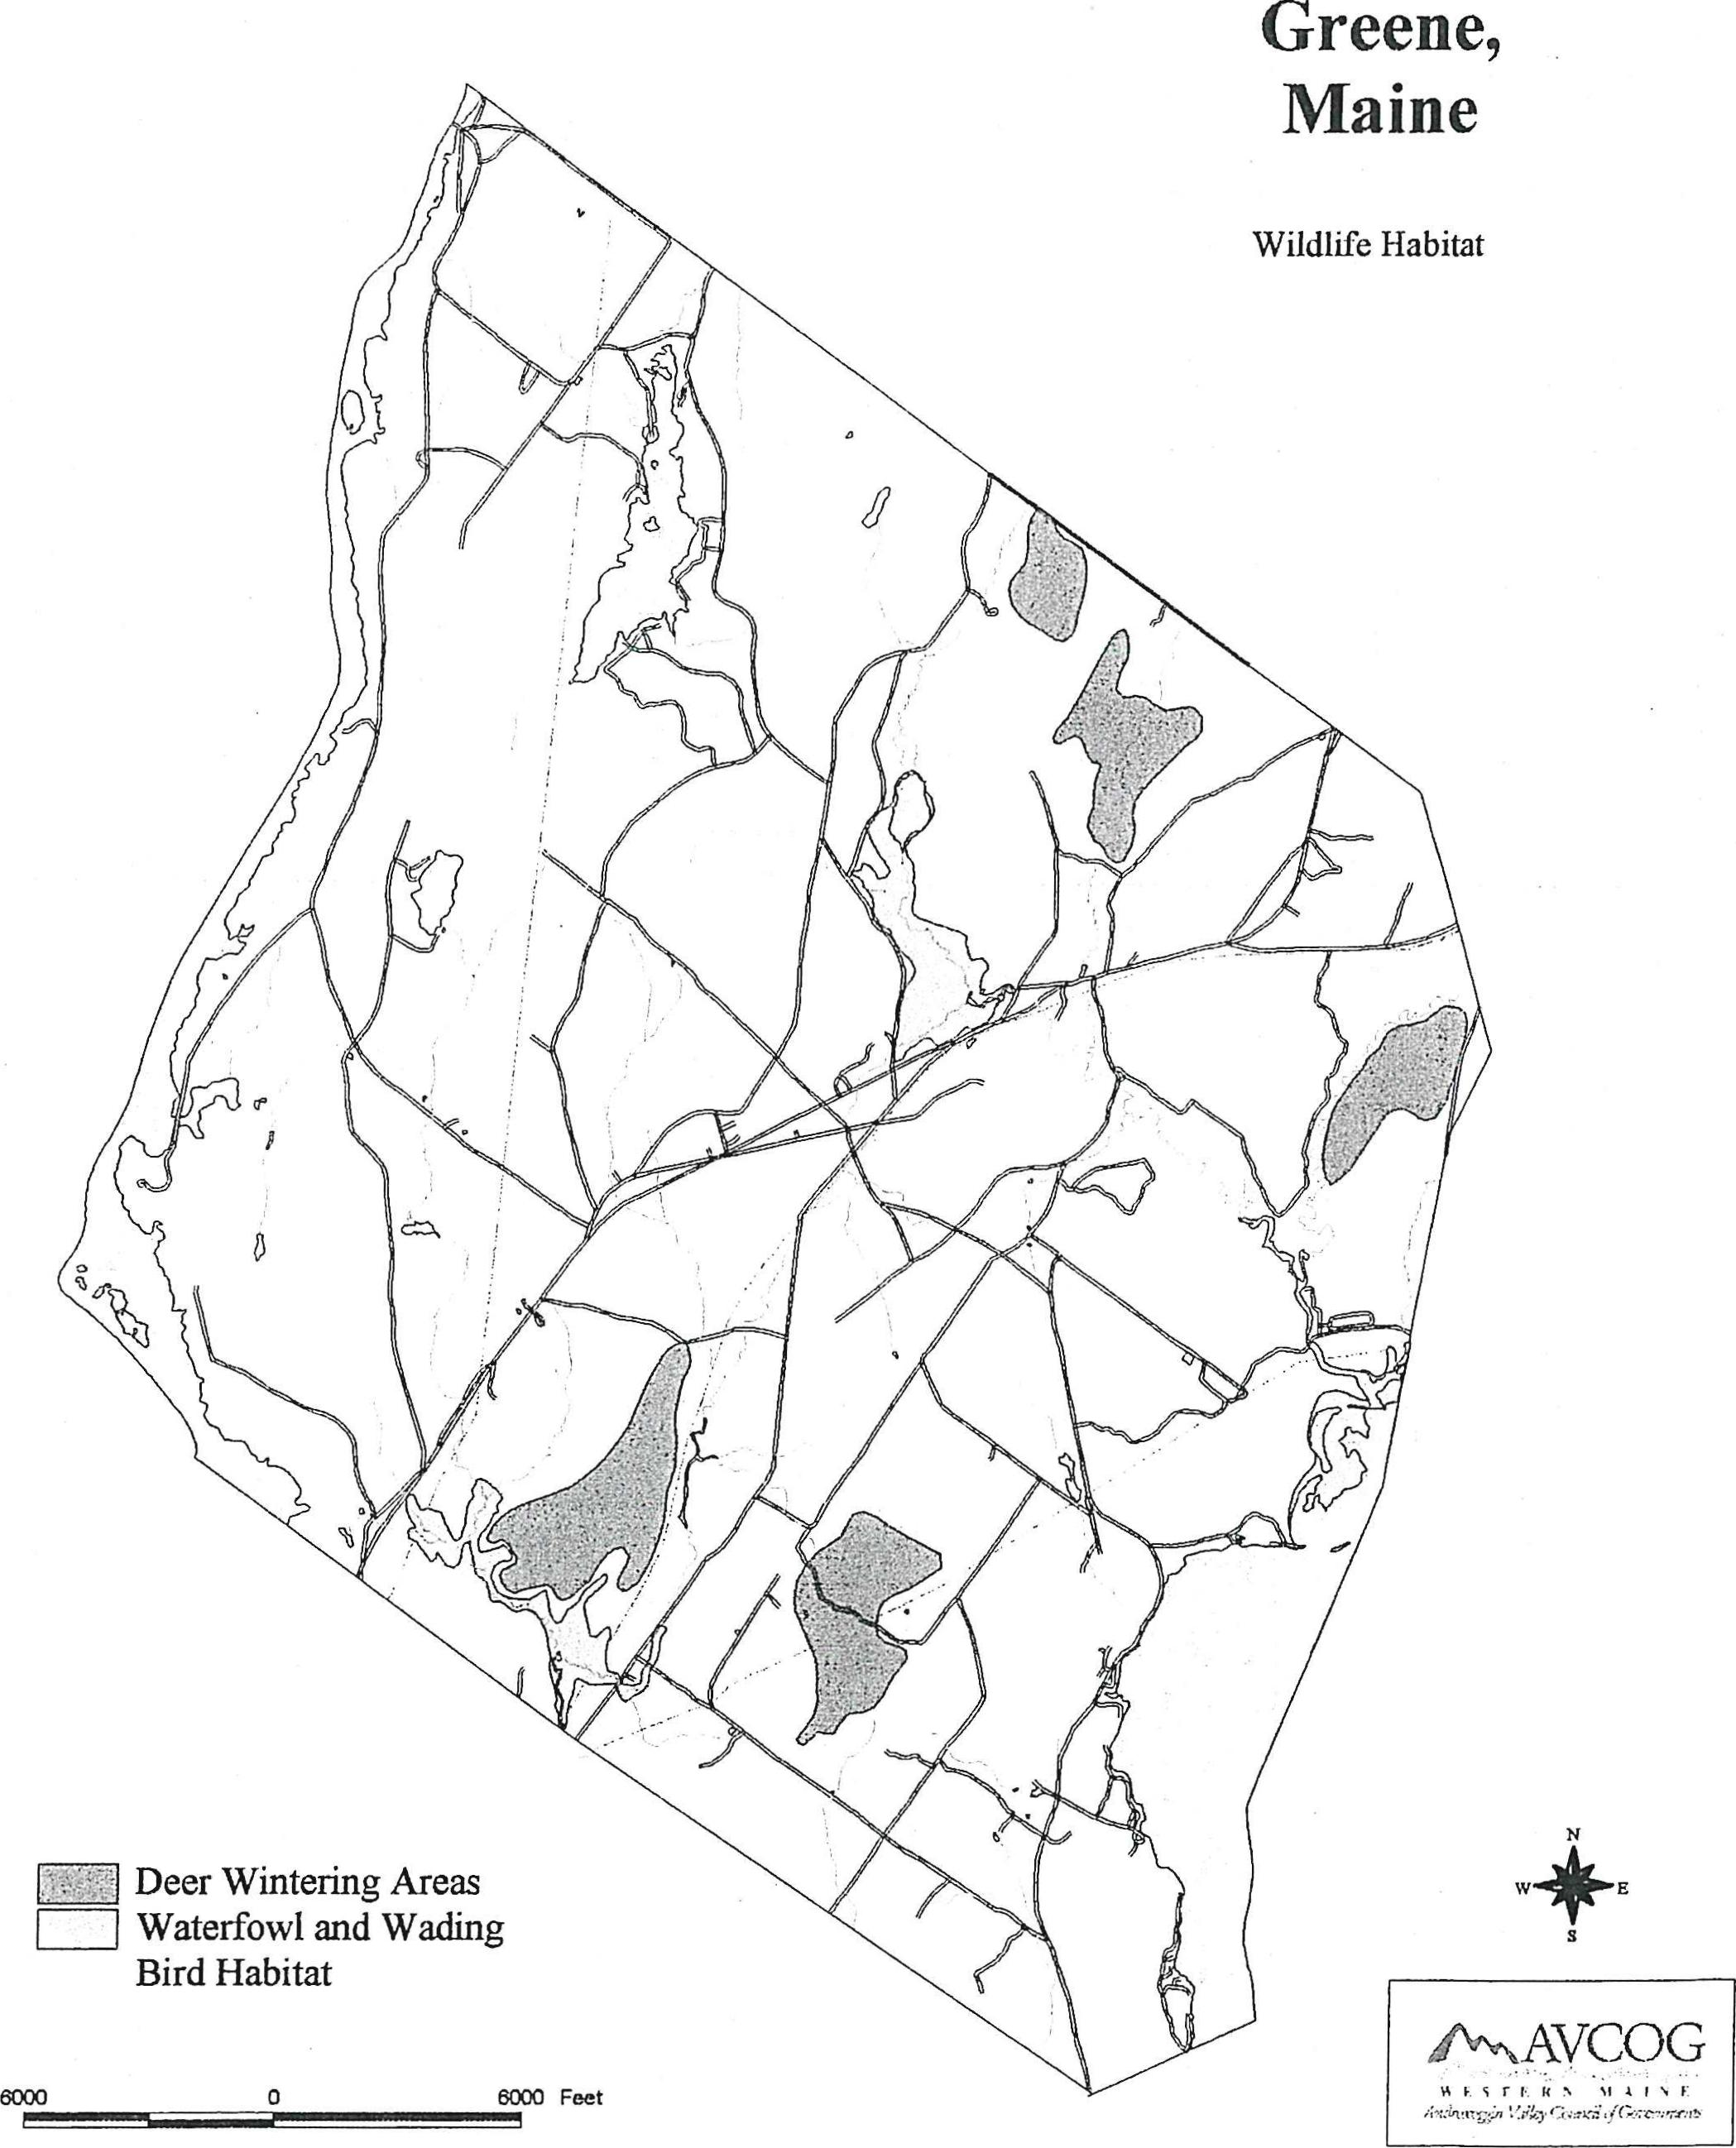 Greene,
Maine
Wildlife Habitat
Deer Wintering Areas
Waterfowl and Wading
Bird Habitat
N
W E
S
6000 0 6000 Feet
AVCOG
WESTERN MAINE
Androscoggin Valley Council of Governments